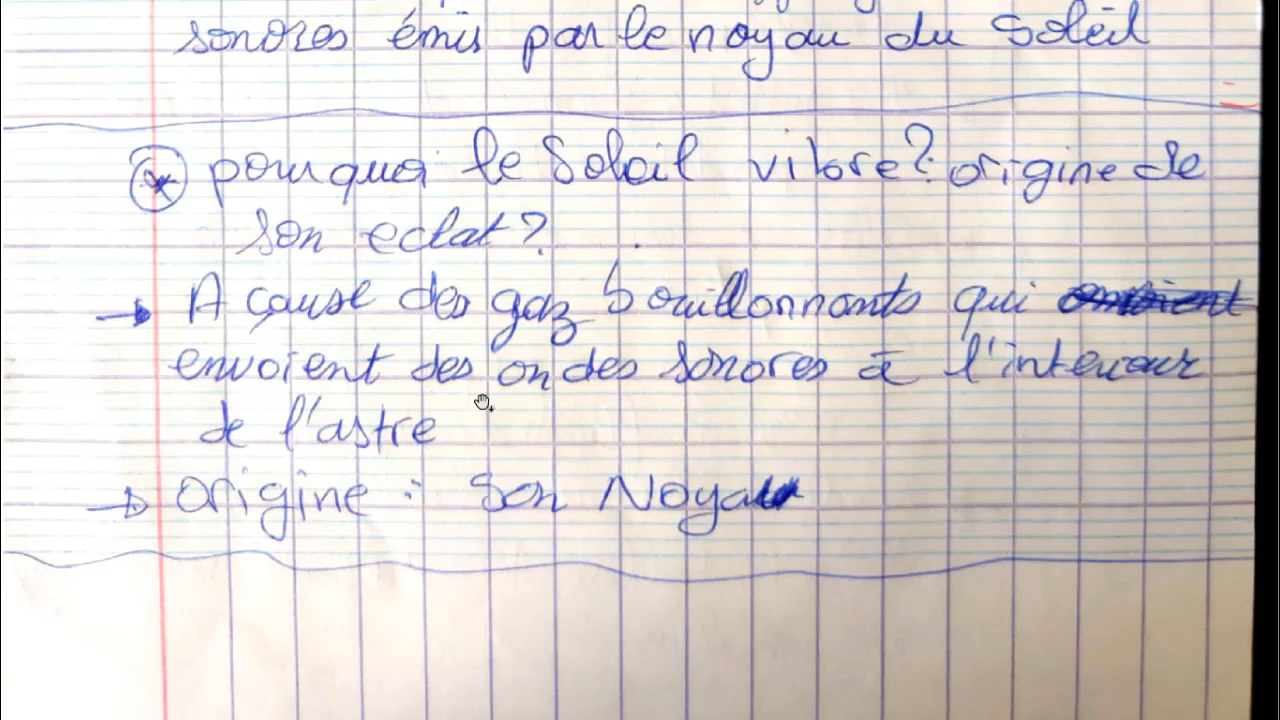 sonores émis par le noyau du Soleil
pourquoi le Soleil vibre? origine de
son eclat?
→ A cause des gaz bouillonnants qui
envoient des ondes sonores à l'interieur
de l'astre
→ origine : Son Noyau